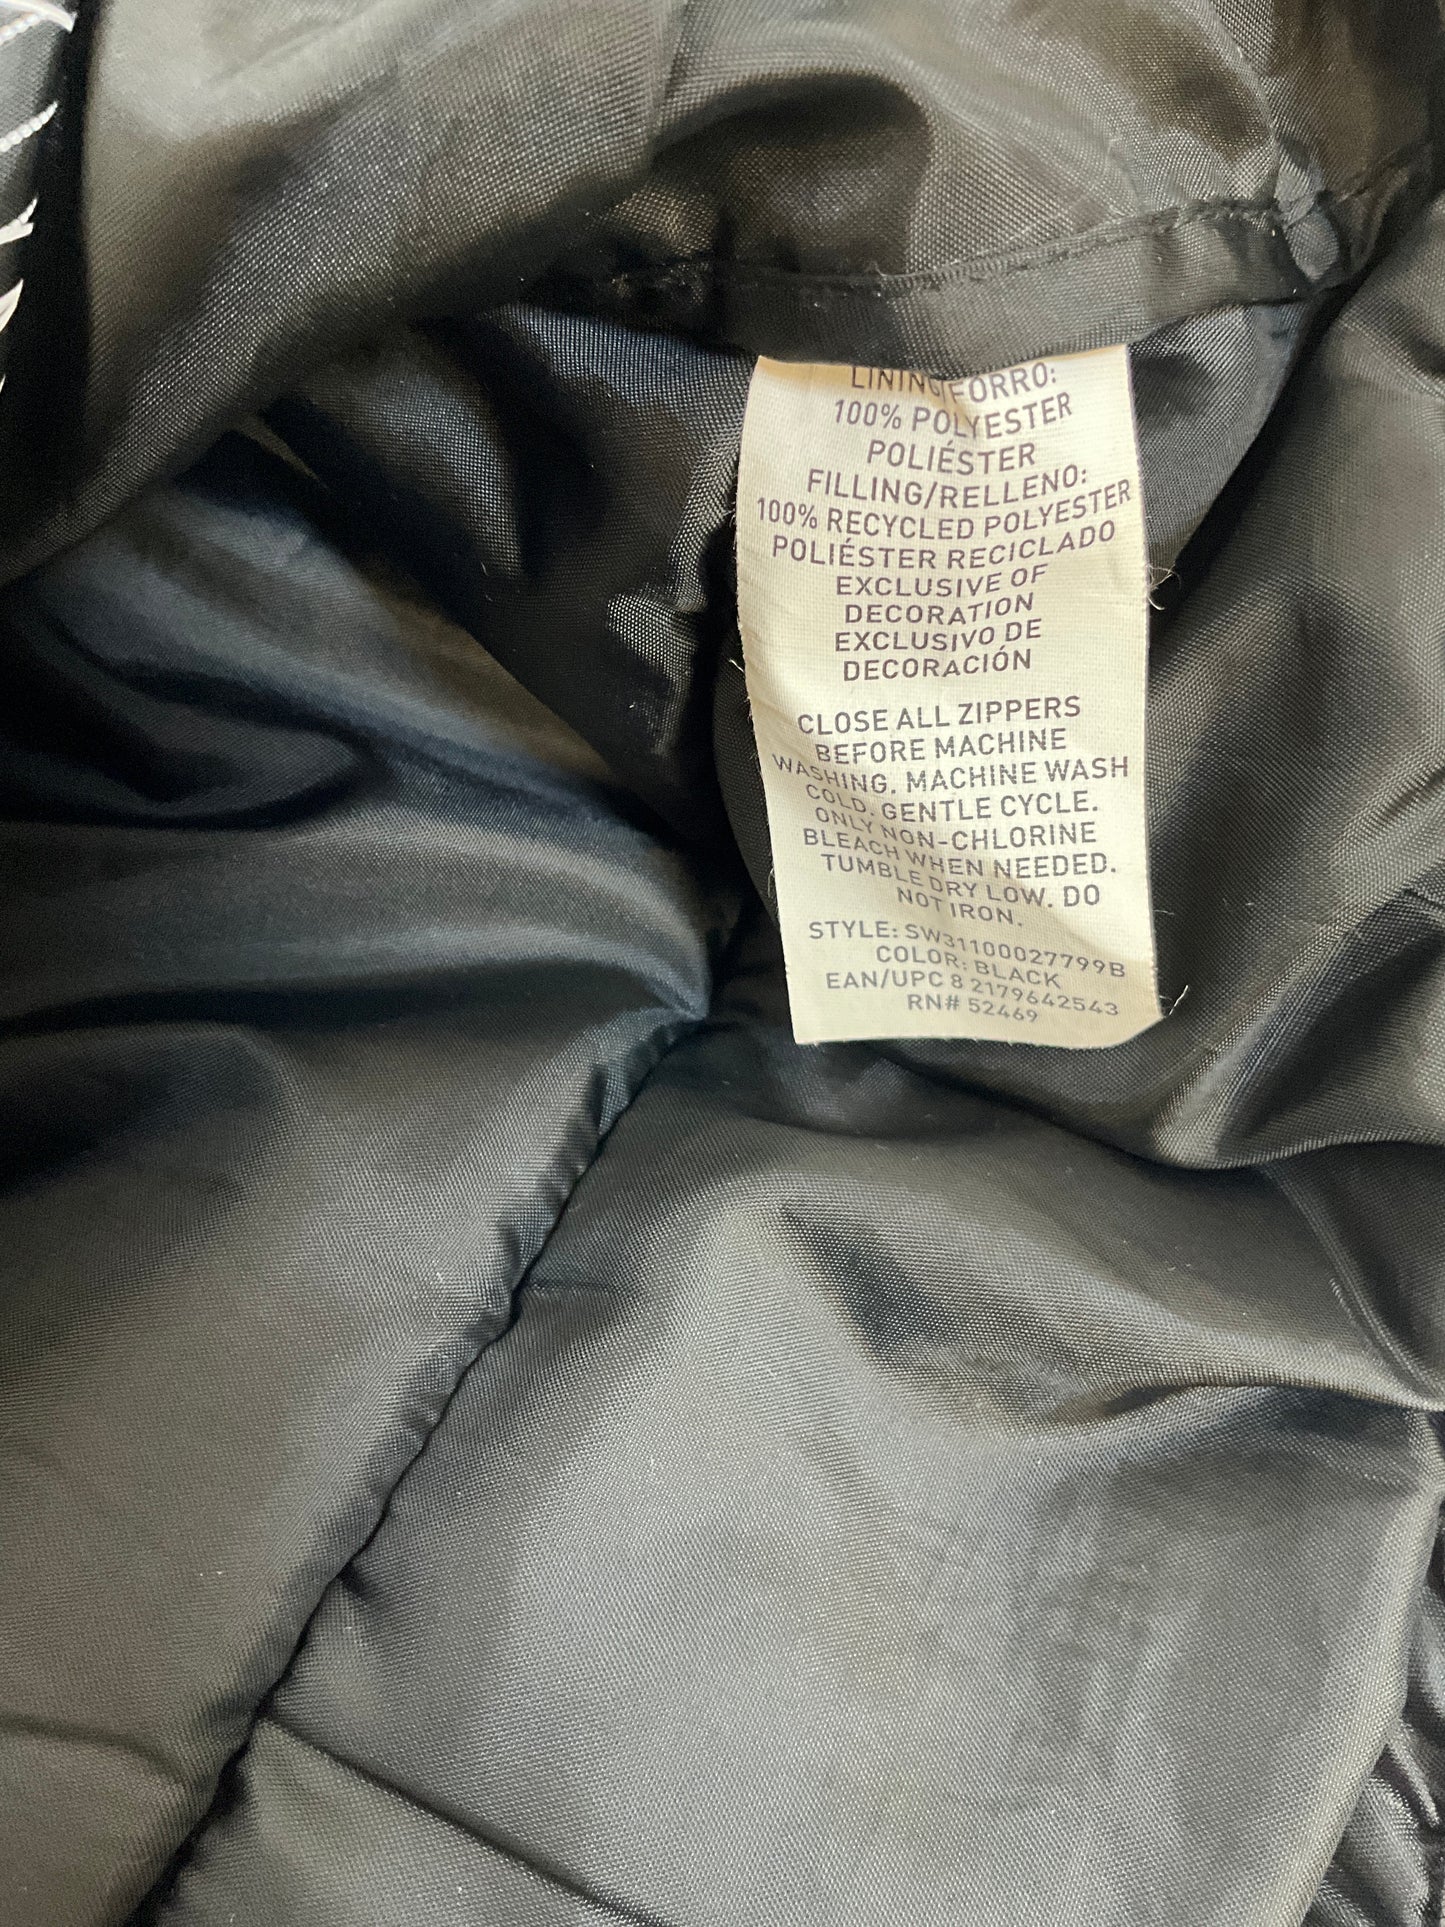 LINING/FORRO:
100% POLYESTER
POLIÉSTER
FILLING/RELLENO:
100% RECYCLED POLYESTER
POLIÉSTER RECICLADO
EXCLUSIVE OF
DECORATION
EXCLUSIVO DE
DECORACIÓN
CLOSE ALL ZIPPERS
BEFORE MACHINE
WASHING. MACHINE WASH
COLD. GENTLE CYCLE.
ONLY NON-CHLORINE
BLEACH WHEN NEEDED.
TUMBLE DRY LOW. DO
NOT IRON.
STYLE: SW31100027799B
COLOR: BLACK
EAN/UPC 8 2179642543
RN# 52469